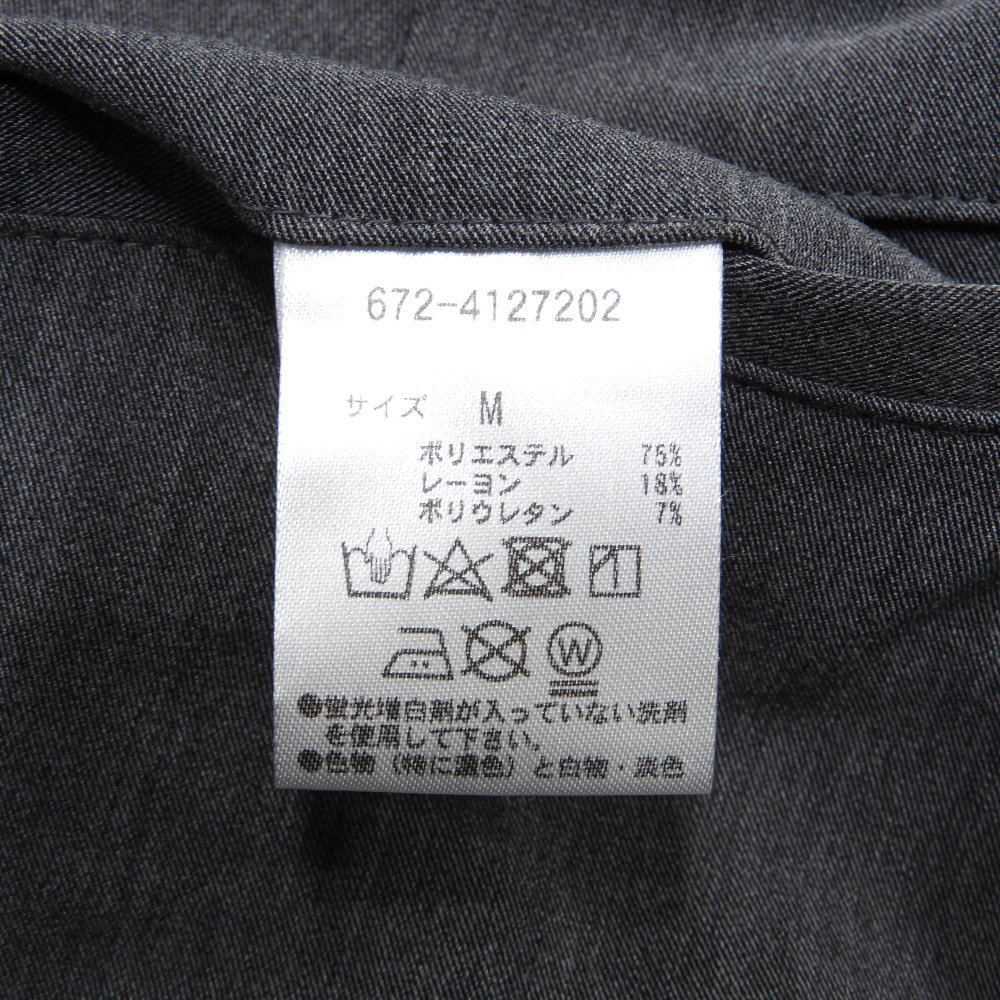 672-4127202
サイズ M
ポリエステル 75%
レーヨン 18%
ポリウレタン 7%
W
●蛍光増白剤が入っていない洗剤
を使用して下さい。
●色物(特に濃色)と白物・淡色